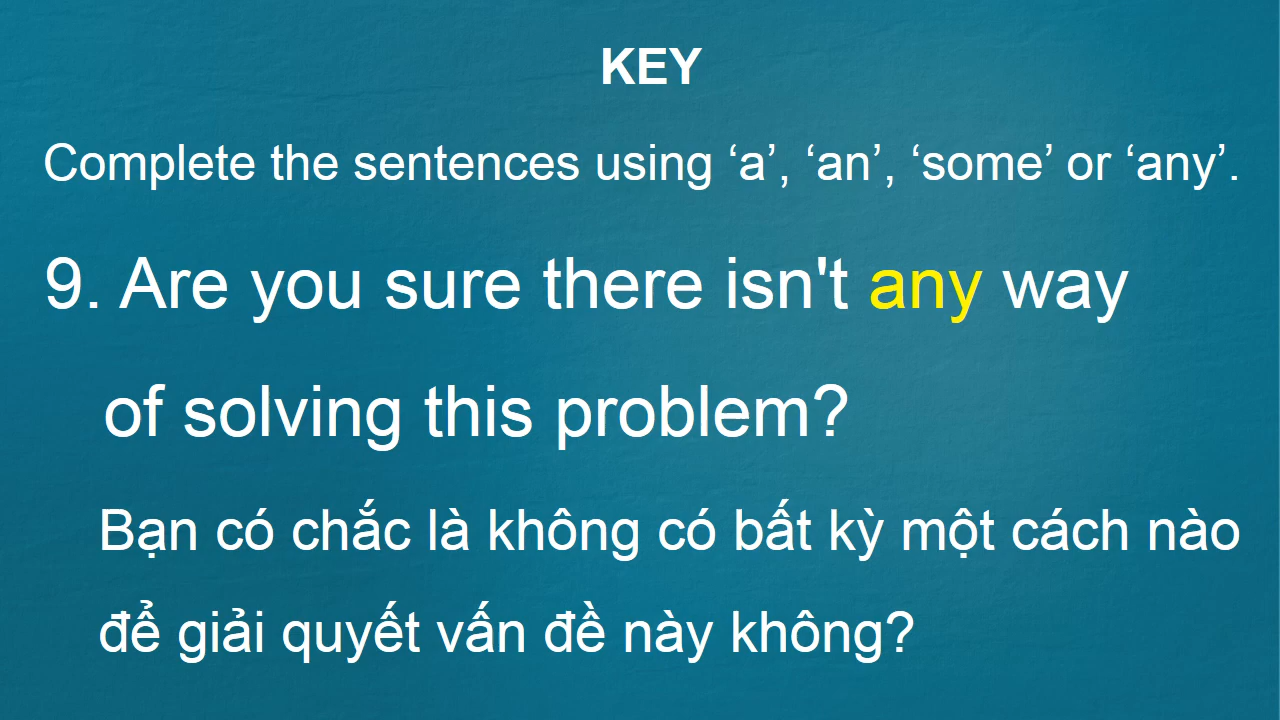 KEY
Complete the sentences using ‘a’, ‘an’, ‘some’ or ‘any’.
9. Are you sure there isn't any way
of solving this problem?
Bạn có chắc là không có bất kỳ một cách nào
để giải quyết vấn đề này không?